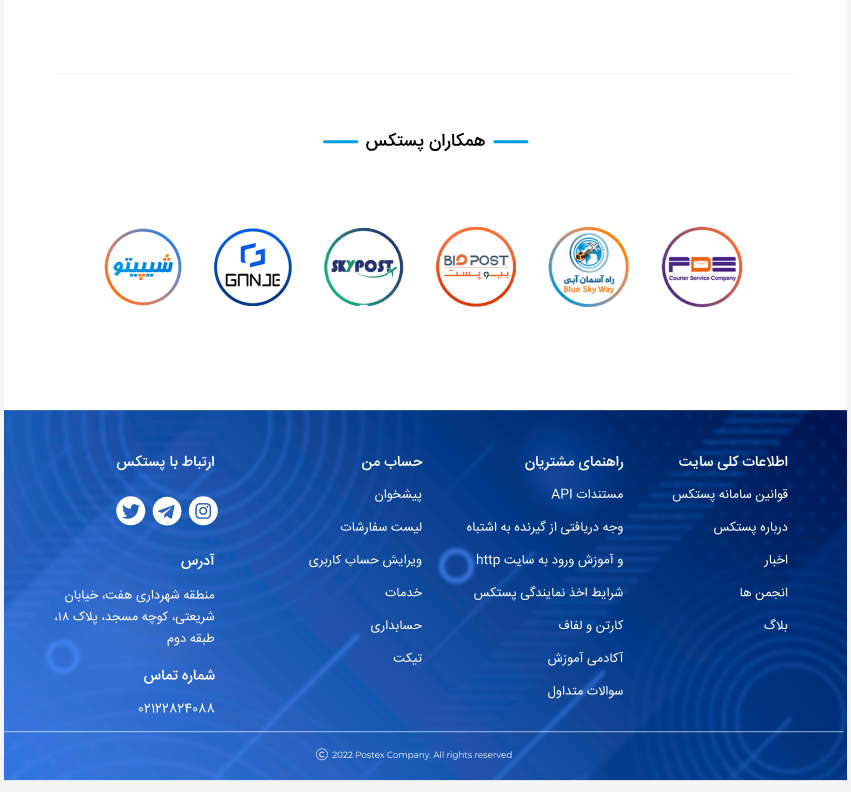 همکاران پستکس
PDE
Courier Service Company
راه آسمان آبی
Blue Sky Way
BIO POST
بیو پست
SKYPOST
GANJE
شیپیتو
اطلاعات کلی سایت
قوانین سامانه پستکس
درباره پستکس
اخبار
انجمن ها
بلاگ
راهنمای مشتریان
مستندات API
وجه دریافتی از گیرنده به اشتباه
و آموزش ورود به سایت http
شرایط اخذ نمایندگی پستکس
کارتن و لفاف
آکادمی آموزش
سوالات متداول
حساب من
پیشخوان
لیست سفارشات
ویرایش حساب کاربری
خدمات
حسابداری
تیکت
ارتباط با پستکس
آدرس
منطقه شهرداری هفت، خیابان
شریعتی، کوچه مسجد، پلاک ۱۸،
طبقه دوم
شماره تماس
۰۲۱۲۲۸۲۴۰۸۸
© 2022 Postex Company. All rights reserved